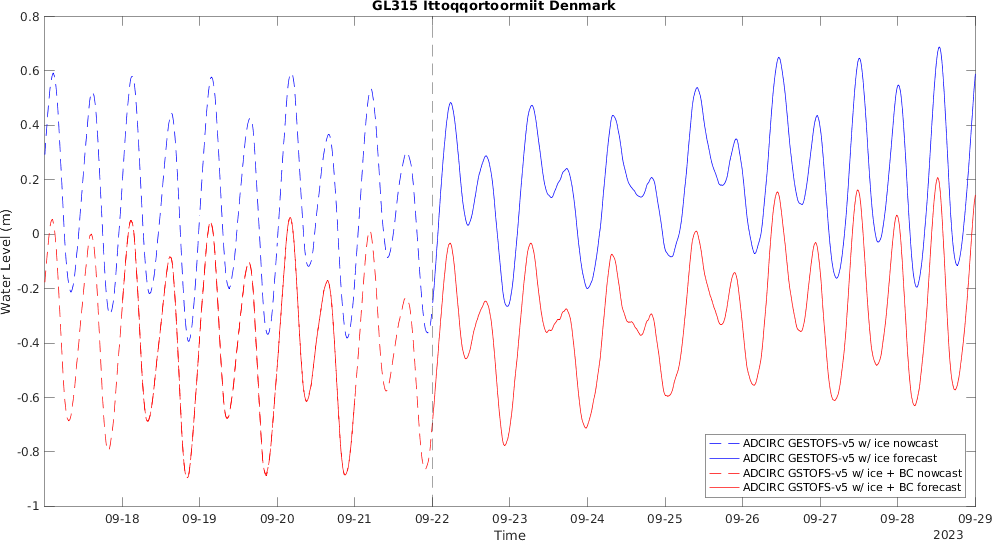 GL315 Ittoqqortoormiit Denmark
0.8
0.6
0.4
0.2
0
-0.2
-0.4
-0.6
-0.8
-1
Water Level (m)
ADCIRC GESTOFS-v5 w/ ice nowcast
ADCIRC GESTOFS-v5 w/ ice forecast
ADCIRC GSTOFS-v5 w/ ice + BC nowcast
ADCIRC GSTOFS-v5 w/ ice + BC forecast
09-18 09-19 09-20 09-21 09-22 09-23 09-24 09-25 09-26 09-27 09-28 09-29
Time
2023